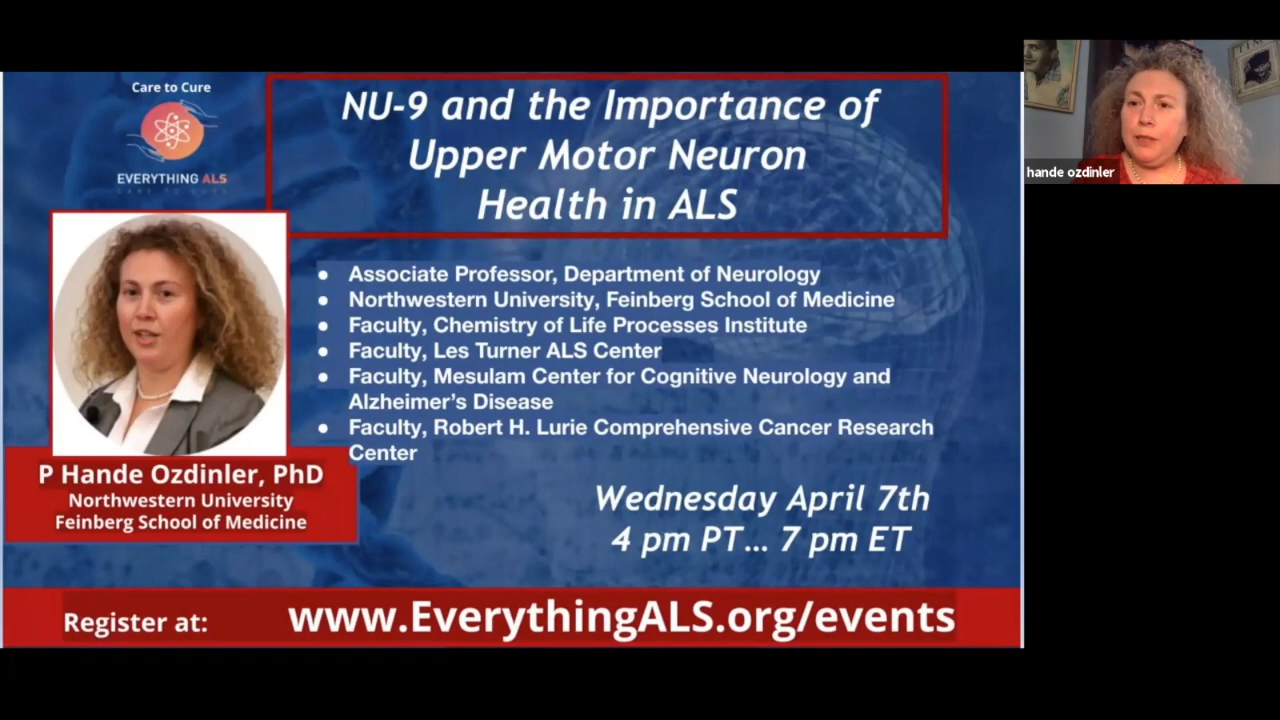 Care to Cure
EVERYTHING ALS
CARE TO CURE
NU-9 and the Importance of
Upper Motor Neuron
Health in ALS
hande ozdinler
● Associate Professor, Department of Neurology
● Northwestern University, Feinberg School of Medicine
● Faculty, Chemistry of Life Processes Institute
● Faculty, Les Turner ALS Center
● Faculty, Mesulam Center for Cognitive Neurology and
Alzheimer's Disease
● Faculty, Robert H. Lurie Comprehensive Cancer Research
Center
P Hande Ozdinler, PhD
Northwestern University
Feinberg School of Medicine
Wednesday April 7th
4 pm PT... 7 pm ET
Register at:
www.EverythingALS.org/events